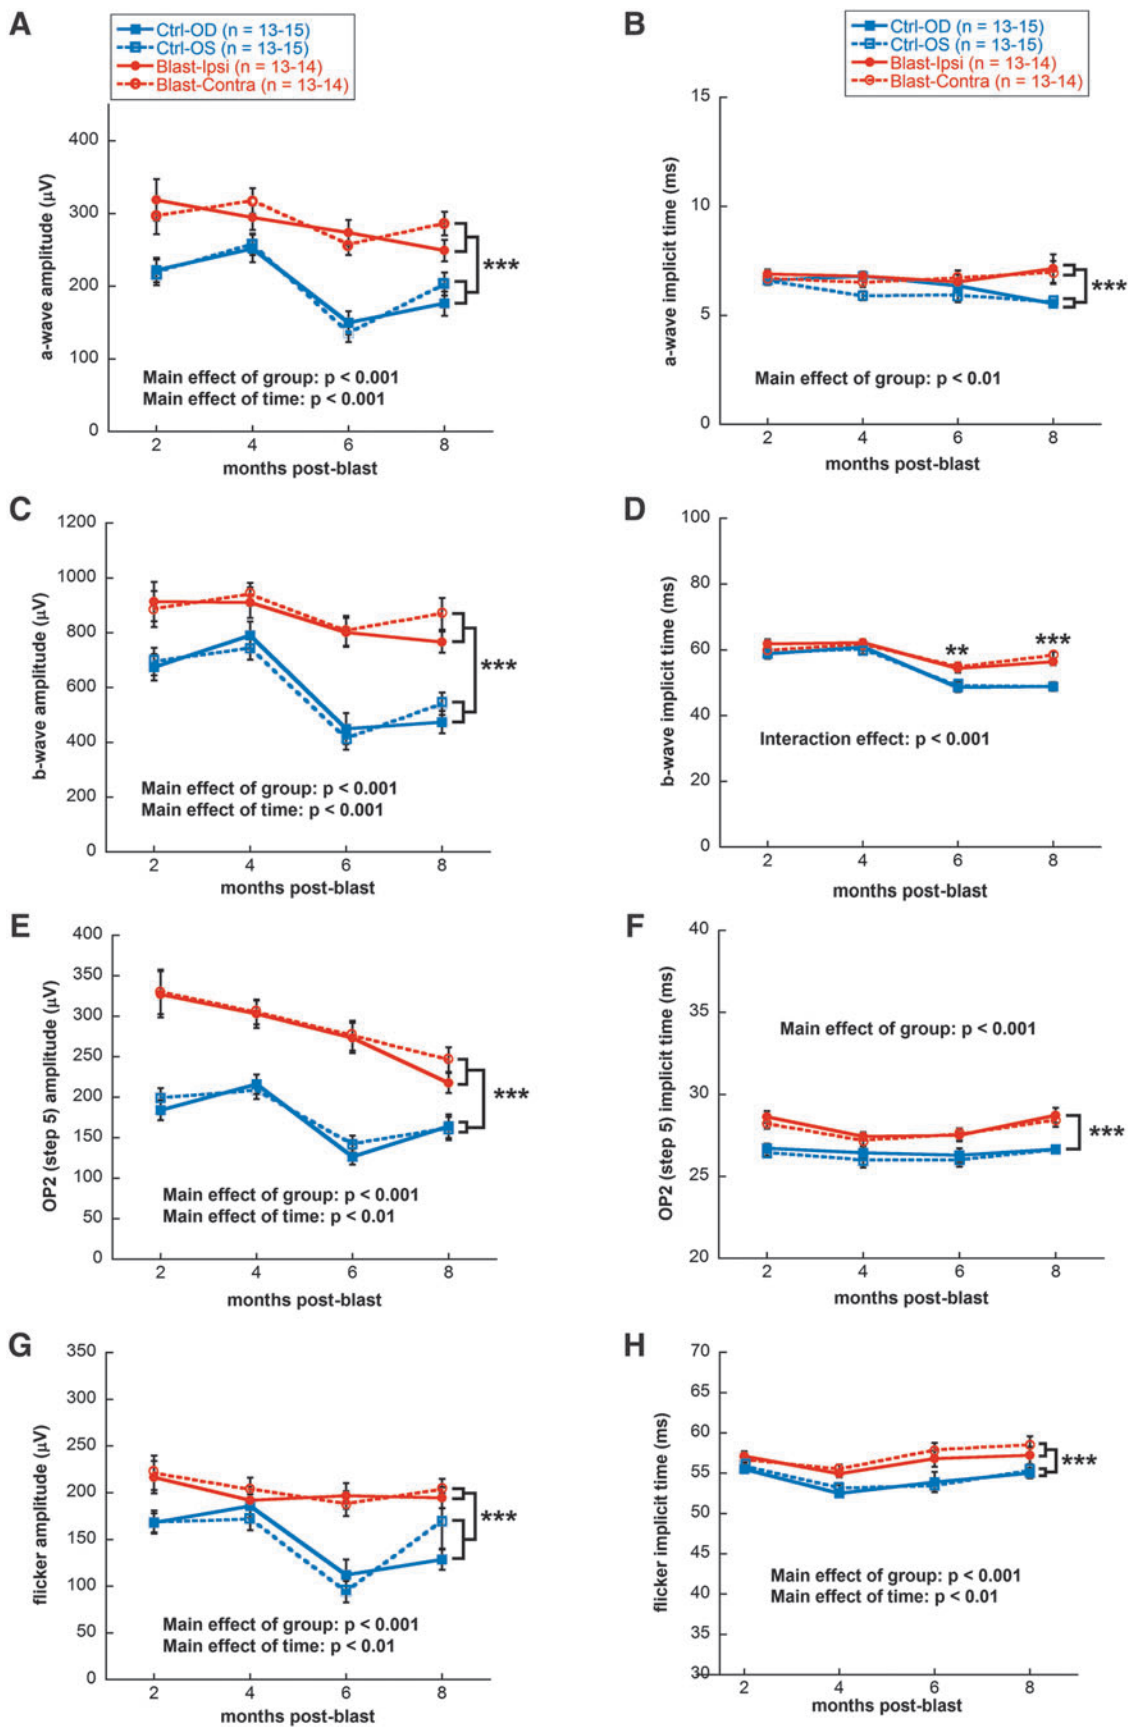 A
Ctrl-OD (n = 13-15)
Ctrl-OS (n = 13-15)
Blast-Ipsi (n = 13-14)
Blast-Contra (n = 13-14)
a-wave amplitude (μV)
400
300
200
100
0
***
Main effect of group: p < 0.001
Main effect of time: p < 0.001
2 4 6 8
months post-blast
B
Ctrl-OD (n = 13-15)
Ctrl-OS (n = 13-15)
Blast-Ipsi (n = 13-14)
Blast-Contra (n = 13-14)
a-wave implicit time (ms)
15
10
5
0
***
Main effect of group: p < 0.01
2 4 6 8
months post-blast
C
b-wave amplitude (μV)
1200
1000
800
600
400
200
0
***
Main effect of group: p < 0.001
Main effect of time: p < 0.001
2 4 6 8
months post-blast
D
b-wave implicit time (ms)
100
80
60
40
20
0
** ***
Interaction effect: p < 0.001
2 4 6 8
months post-blast
E
OP2 (step 5) amplitude (μV)
400
350
300
250
200
150
100
50
0
***
Main effect of group: p < 0.001
Main effect of time: p < 0.01
2 4 6 8
months post-blast
F
OP2 (step 5) implicit time (ms)
40
35
30
25
20
Main effect of group: p < 0.001
***
2 4 6 8
months post-blast
G
flicker amplitude (μV)
350
300
250
200
150
100
50
0
***
Main effect of group: p < 0.001
Main effect of time: p < 0.01
2 4 6 8
months post-blast
H
flicker implicit time (ms)
70
65
60
55
50
45
40
35
30
***
Main effect of group: p < 0.001
Main effect of time: p < 0.01
2 4 6 8
months post-blast